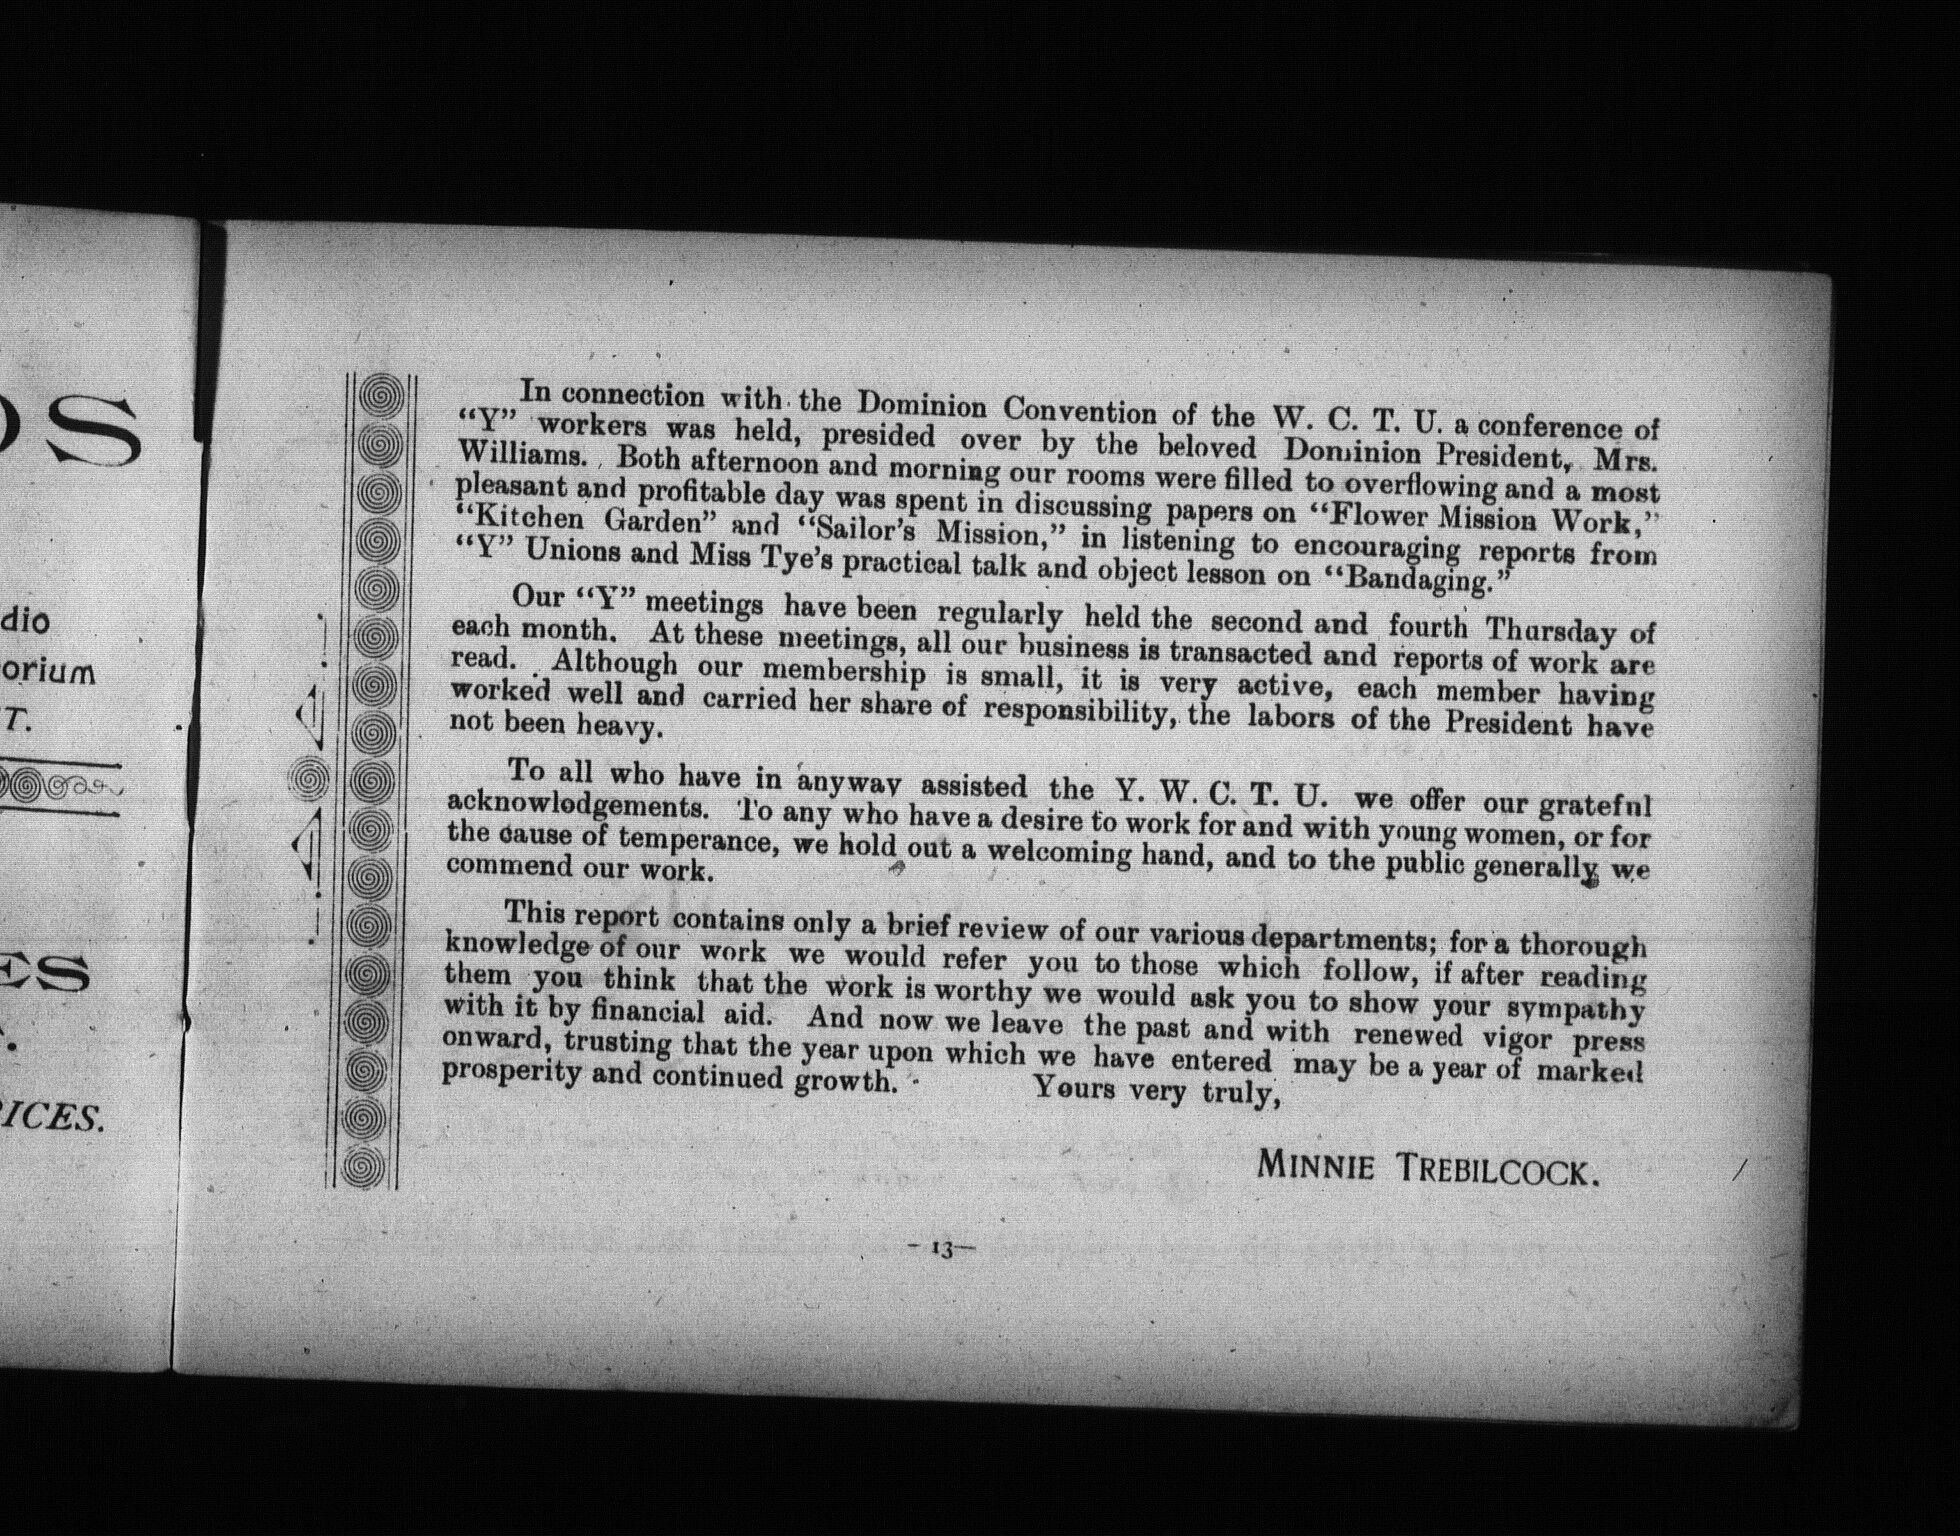 OS
dio
orium
T.
ES
ICES.
In connection with the Dominion Convention of the W. C. T. U. a conference of
“Y” workers was held, presided over by the beloved Dominion President, Mrs.
Williams. Both afternoon and morning our rooms were filled to overflowing and a most
pleasant and profitable day was spent in discussing papers on “Flower Mission Work,”
“Kitchen Garden” and “Sailor’s Mission,” in listening to encouraging reports from
“Y” Unions and Miss Tye’s practical talk and object lesson on “Bandaging.”
Our “Y” meetings have been regularly held the second and fourth Thursday of
each month. At these meetings, all our business is transacted and reports of work are
read. Although our membership is small, it is very active, each member having
worked well and carried her share of responsibility, the labors of the President have
not been heavy.
To all who have in anyway assisted the Y. W. C. T. U. we offer our grateful
acknowlodgements. To any who have a desire to work for and with young women, or for
the cause of temperance, we hold out a welcoming hand, and to the public generally we
commend our work.
This report contains only a brief review of our various departments; for a thorough
knowledge of our work we would refer you to those which follow, if after reading
them you think that the work is worthy we would ask you to show your sympathy
with it by financial aid. And now we leave the past and with renewed vigor press
onward, trusting that the year upon which we have entered may be a year of marked
prosperity and continued growth. Yours very truly,
MINNIE TREBILCOCK.
- 13—